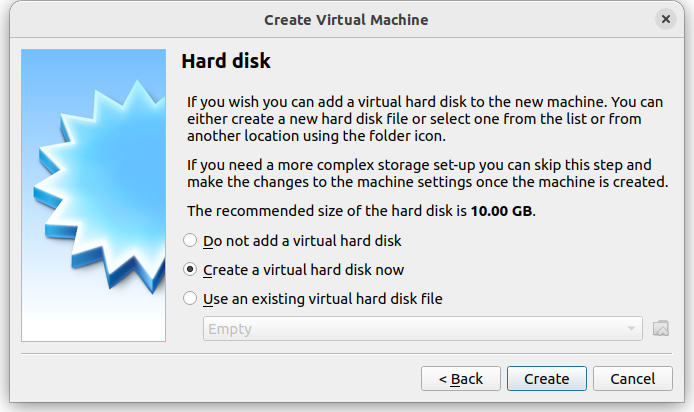 Create Virtual Machine
Hard disk
If you wish you can add a virtual hard disk to the new machine. You can
either create a new hard disk file or select one from the list or from
another location using the folder icon.
If you need a more complex storage set-up you can skip this step and
make the changes to the machine settings once the machine is created.
The recommended size of the hard disk is 10.00 GB.
Do not add a virtual hard disk
Create a virtual hard disk now
Use an existing virtual hard disk file
Empty
< Back
Create
Cancel